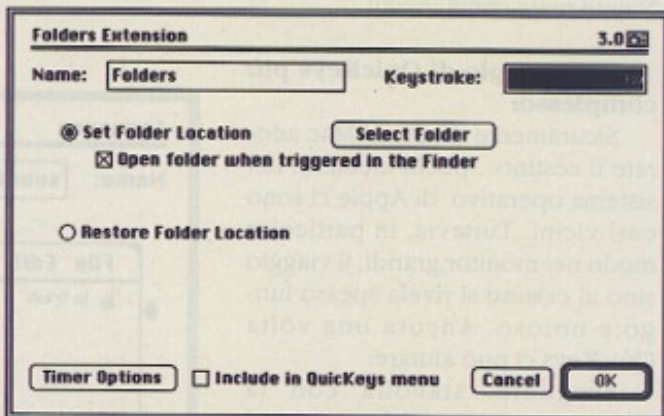 Folders Extension 3.0
Name: Folders Keystroke:
Set Folder Location Select Folder
Open folder when triggered in the Finder
Restore Folder Location
Timer Options Include in QuicKeys menu Cancel OK